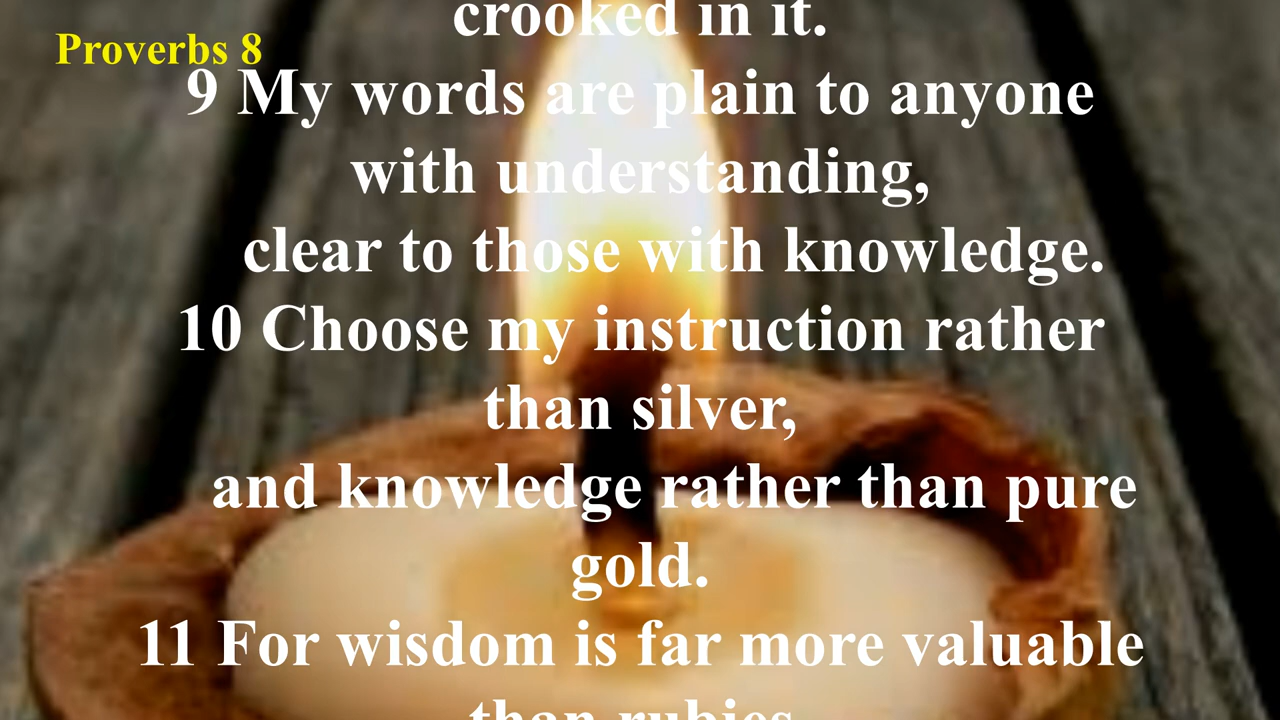 Proverbs 8
crooked in it.
9 My words are plain to anyone
with understanding,
clear to those with knowledge.
10 Choose my instruction rather
than silver,
and knowledge rather than pure
gold.
11 For wisdom is far more valuable
than rubies.